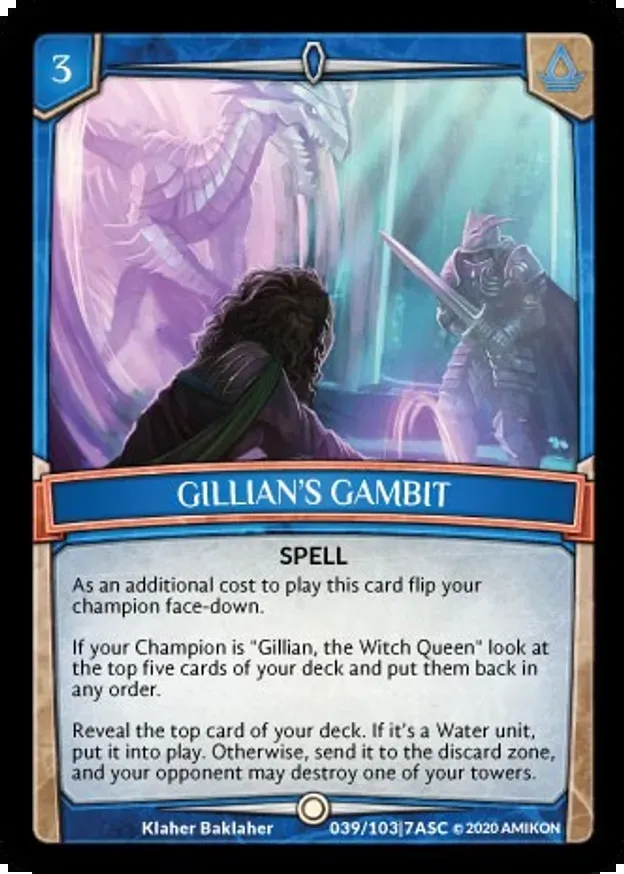 3
GILLIAN'S GAMBIT
SPELL
As an additional cost to play this card flip your
champion face-down.
If your Champion is "Gillian, the Witch Queen" look at
the top five cards of your deck and put them back in
any order.
Reveal the top card of your deck. If it's a Water unit,
put it into play. Otherwise, send it to the discard zone,
and your opponent may destroy one of your towers.
Klaher Baklaher 039/103|7ASC © 2020 AMIKON